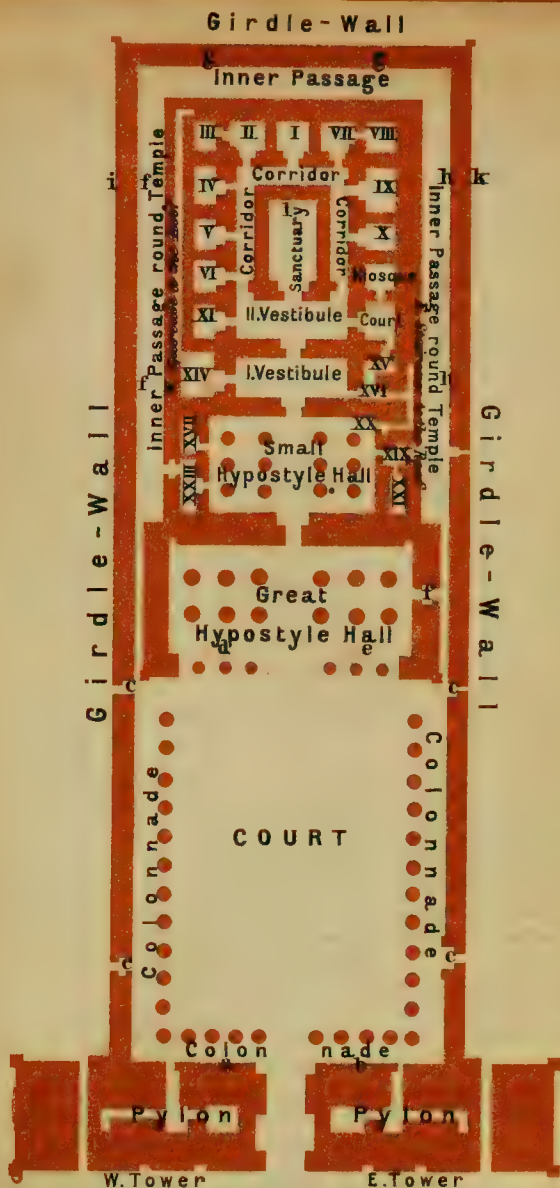 Girdle-Wall
g g
Inner Passage
III II I VII VIII
Inner Passage round Temple
i f
IV
Corridor
IX
h k
Inner Passage round Temple
l
V
Corridor
Sanctuary
Corridor
X
VI
Mosque
XI
II.Vestibule
Court
XIV
I.Vestibule
XV
XVI
f
h
XVII
Small
XX
Hypostyle Hall
XIX
XXIII
XXI
Girdle-Wall
Girdle-Wall
Great
f
Hypostyle Hall
d e
c c
Colonnade
COURT
Colonnade
c c
Colon nade
a b
Pylon Pylon
W.Tower E.Tower